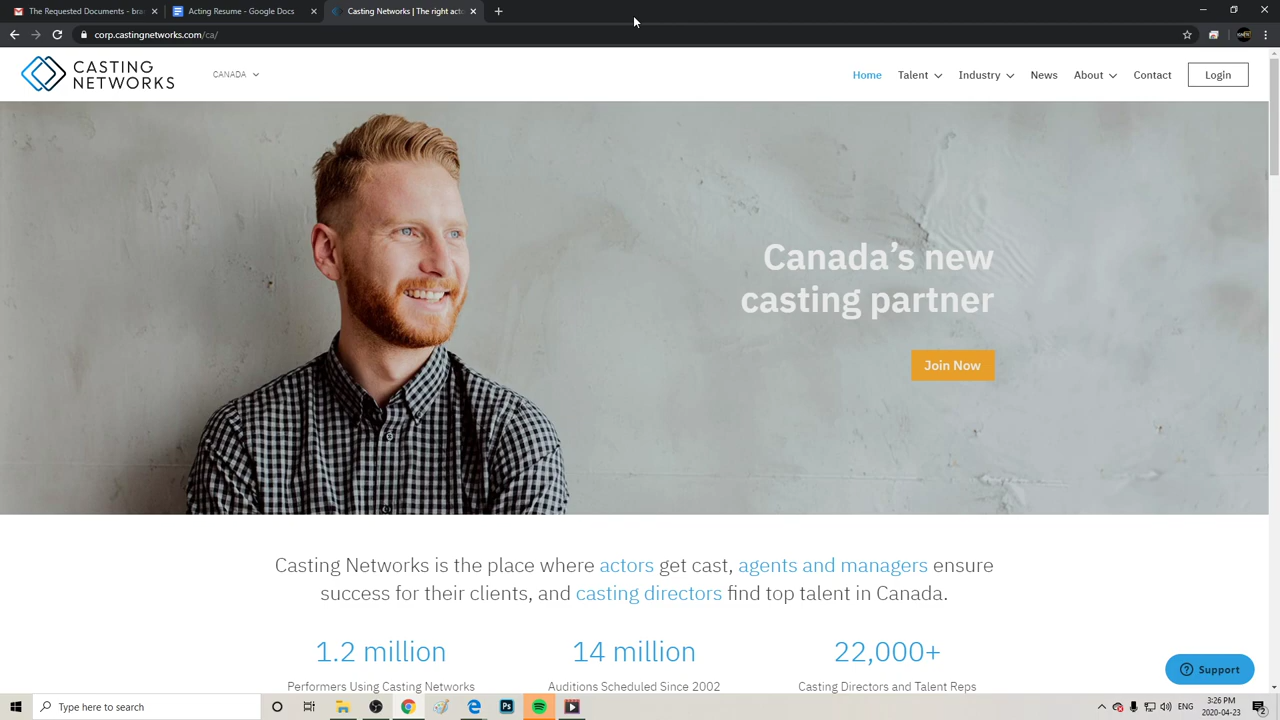 The Requested Documents - bra
Acting Resume - Google Docs
Casting Networks | The right acto
corp.castingnetworks.com/ca/
CASTING
NETWORKS
CANADA
Home
Talent
Industry
News
About
Contact
Login
Canada's new
casting partner
Join Now
Casting Networks is the place where actors get cast, agents and managers ensure
success for their clients, and casting directors find top talent in Canada.
1.2 million
14 million
22,000+
Performers Using Casting Networks
Auditions Scheduled Since 2002
Casting Directors and Talent Reps
Support
Type here to search
Ps
ENG
3:26 PM
2020-04-23
2